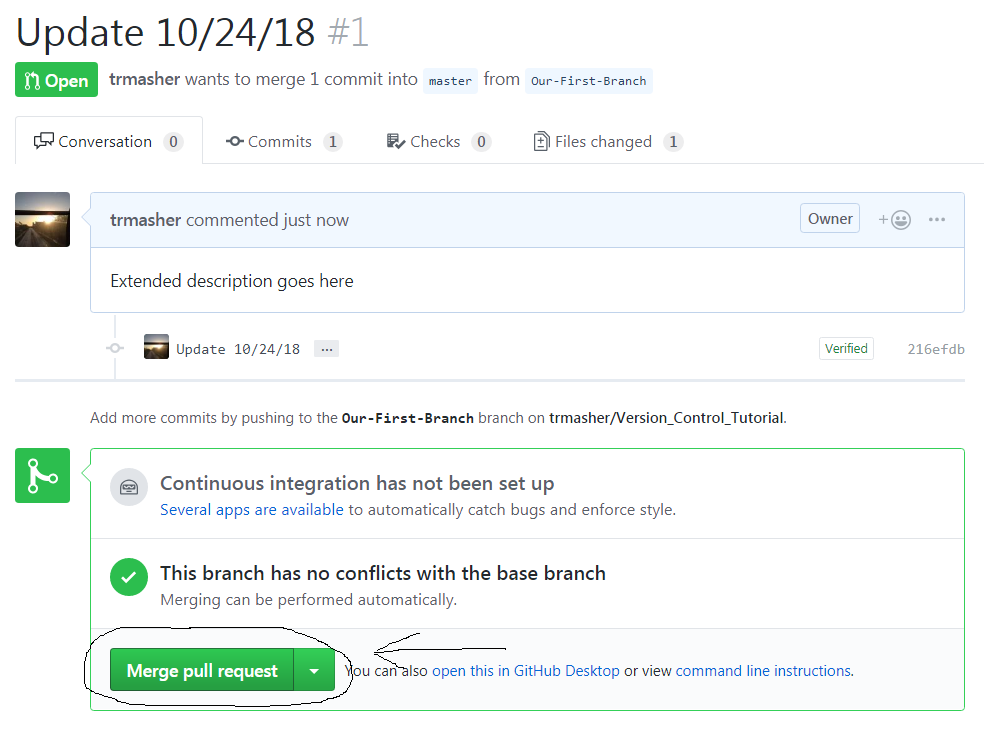 Update 10/24/18 #1
Open trmasher wants to merge 1 commit into master from Our-First-Branch
Conversation 0 Commits 1 Checks 0 Files changed 1
trmasher commented just now Owner
Extended description goes here
Update 10/24/18 ... Verified 216efdb
Add more commits by pushing to the Our-First-Branch branch on trmasher/Version_Control_Tutorial.
Continuous integration has not been set up
Several apps are available to automatically catch bugs and enforce style.
This branch has no conflicts with the base branch
Merging can be performed automatically.
Merge pull request You can also open this in GitHub Desktop or view command line instructions.